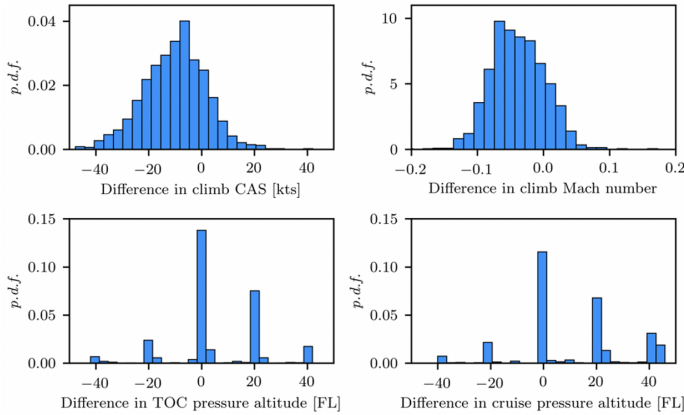 0.04
0.02
0.00
p.d.f.
−40 −20 0 20 40
Difference in climb CAS [kts]
10
5
0
p.d.f.
−0.2 −0.1 0.0 0.1 0.2
Difference in climb Mach number
0.15
0.10
0.05
0.00
p.d.f.
−40 −20 0 20 40
Difference in TOC pressure altitude [FL]
0.15
0.10
0.05
0.00
p.d.f.
−40 −20 0 20 40
Difference in cruise pressure altitude [FL]